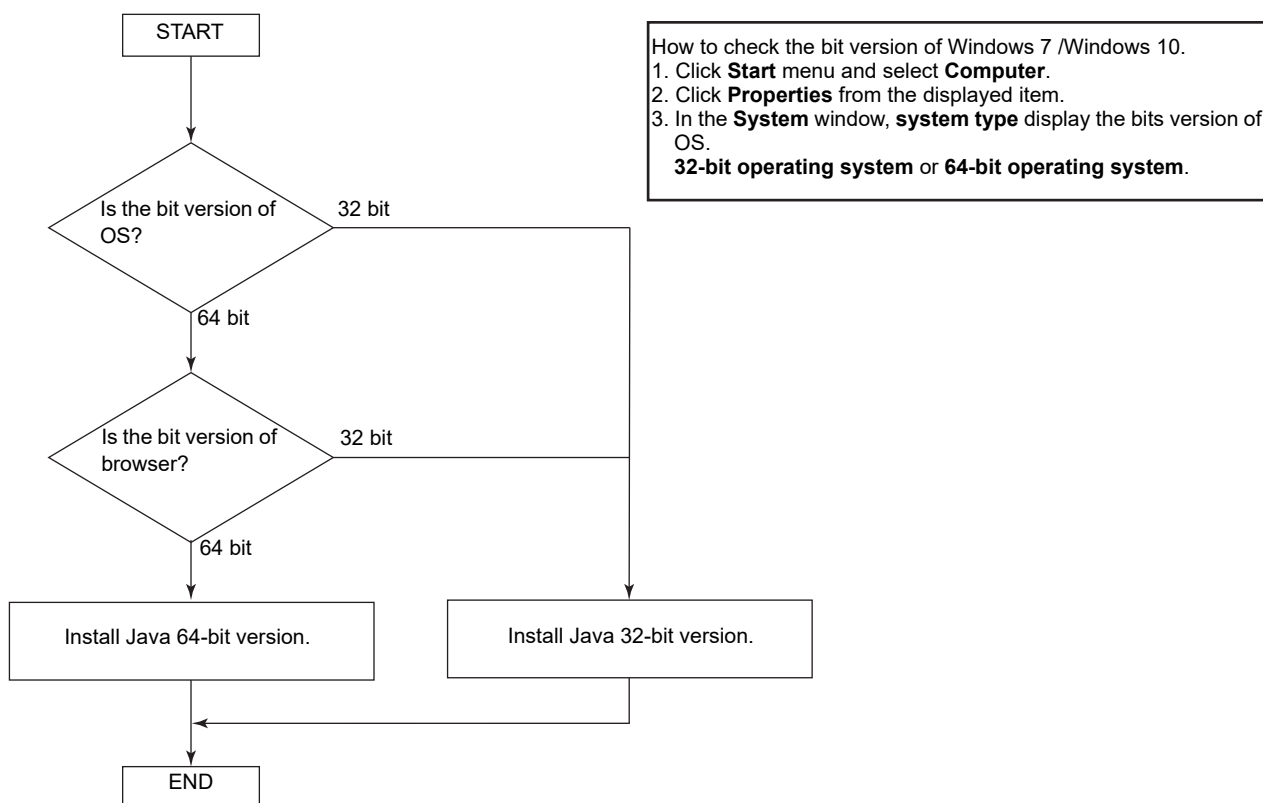 START
How to check the bit version of Windows 7 /Windows 10.
1. Click Start menu and select Computer.
2. Click Properties from the displayed item.
3. In the System window, system type display the bits version of
OS.
32-bit operating system or 64-bit operating system.
Is the bit version of
OS?
32 bit
64 bit
Is the bit version of
browser?
32 bit
64 bit
Install Java 64-bit version.
Install Java 32-bit version.
END